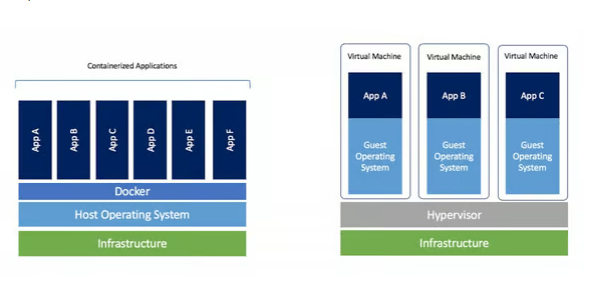 Containerized Applications
App A
App B
App C
App D
App E
App F
Docker
Host Operating System
Infrastructure
Virtual Machine
App A
Guest
Operating
System
Virtual Machine
App B
Guest
Operating
System
Virtual Machine
App C
Guest
Operating
System
Hypervisor
Infrastructure